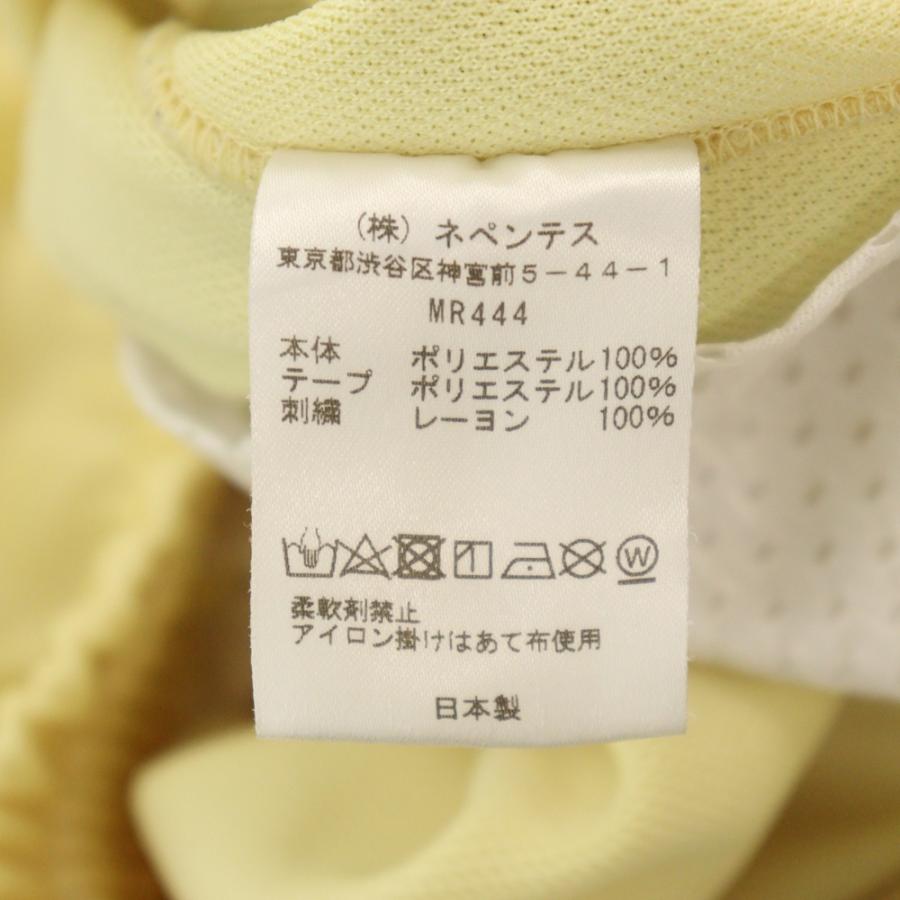 (株) ネペンテス
東京都渋谷区神宮前5-44-1
MR444
本体 ポリエステル100%
テープ ポリエステル100%
刺繍 レーヨン 100%
1 W
柔軟剤禁止
アイロン掛けはあて布使用
日本製